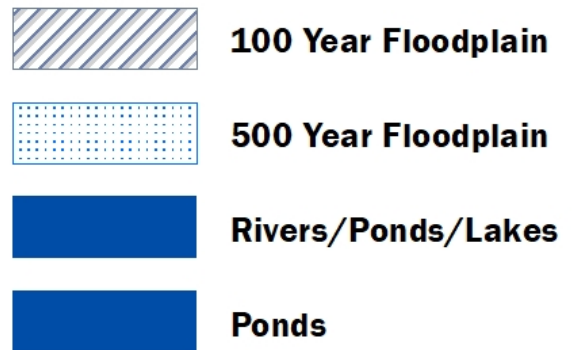 100 Year Floodplain
500 Year Floodplain
Rivers/Ponds/Lakes
Ponds